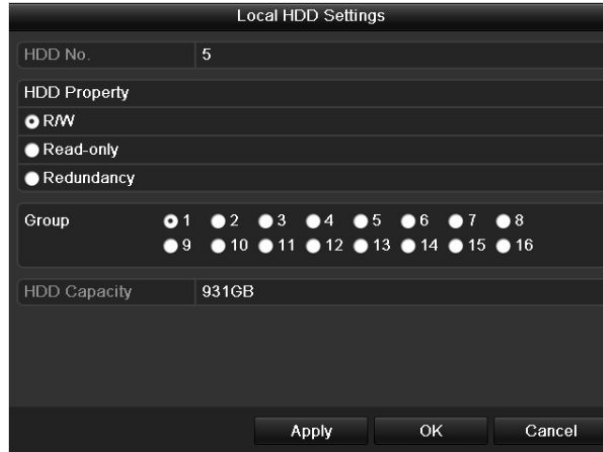 Local HDD Settings
HDD No. 5
HDD Property
R/W
Read-only
Redundancy
Group 1 2 3 4 5 6 7 8
9 10 11 12 13 14 15 16
HDD Capacity 931GB
Apply OK Cancel